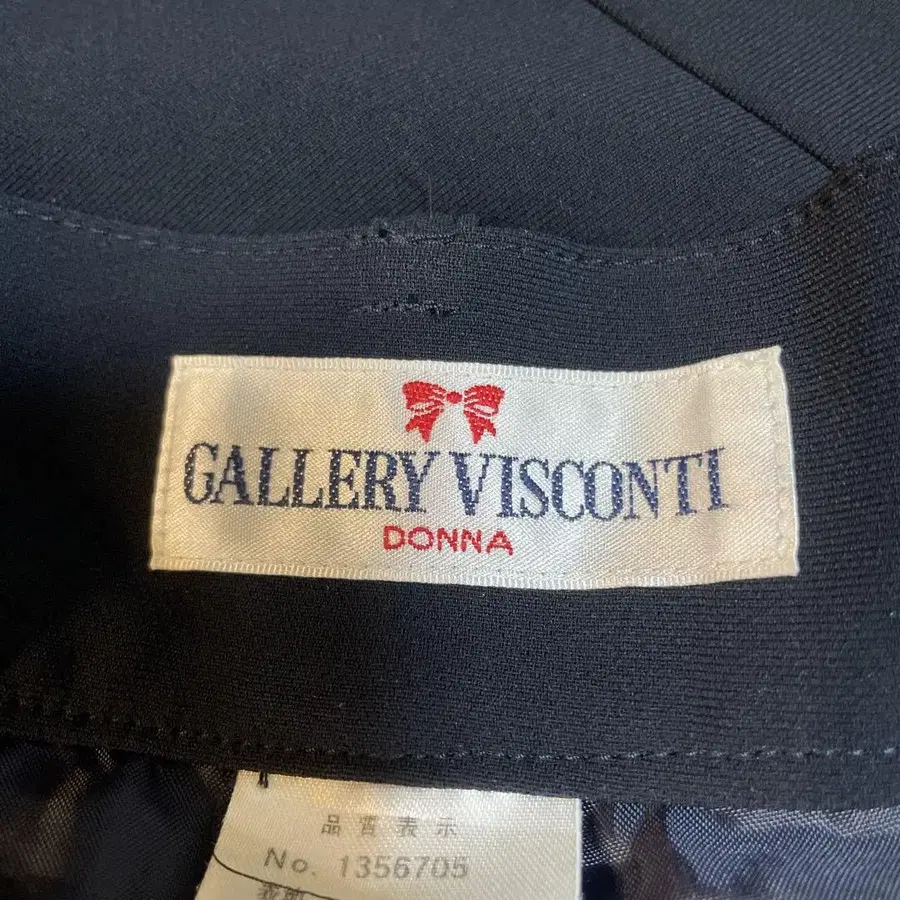 GALLERY VISCONTI
DONNA
品質表示
No. 1356705